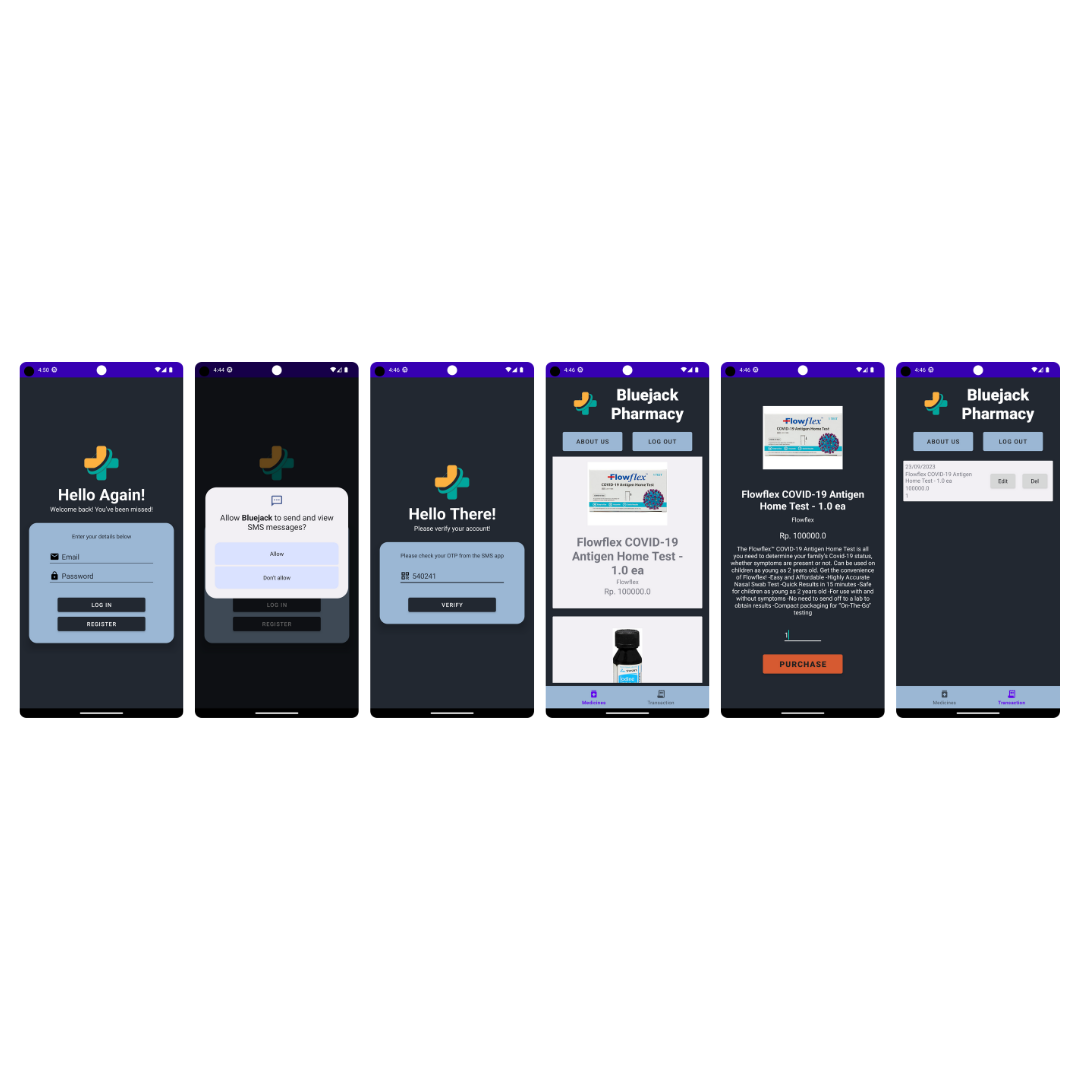 4:50
Hello Again!
Welcome back! You've been missed!
Enter your details below
Email
Password
LOG IN
REGISTER
4:44
Allow Bluejack to send and view
SMS messages?
Allow
Don't allow
LOG IN
REGISTER
4:46
Hello There!
Please verify your account!
Please check your OTP from the SMS app
540241
VERIFY
4:46
Bluejack
Pharmacy
ABOUT US
LOG OUT
Flowflex
COVID-19 Antigen Home Test
Flowflex COVID-19
Antigen Home Test -
1.0 ea
Flowflex
Rp. 100000.0
Iodine
Medicines
Transaction
4:46
Flowflex
COVID-19 Antigen Home Test
Flowflex COVID-19 Antigen
Home Test - 1.0 ea
Flowflex
Rp. 100000.0
The Flowflex™ COVID-19 Antigen Home Test is all
you need to determine your family's Covid-19 status,
whether symptoms are present or not. Can be used on
children as young as 2 years old. Get the convenience
of Flowflex! -Easy and Affordable -Highly Accurate
Nasal Swab Test -Quick Results in 15 minutes -Safe
for children as young as 2 years old -For use with and
without symptoms -No need to send off to a lab to
obtain results -Compact packaging for "On-The-Go"
testing
1
PURCHASE
4:46
Bluejack
Pharmacy
ABOUT US
LOG OUT
23/09/2023
Flowflex COVID-19 Antigen
Home Test - 1.0 ea
100000.0
1
Edit
Del
Medicines
Transaction